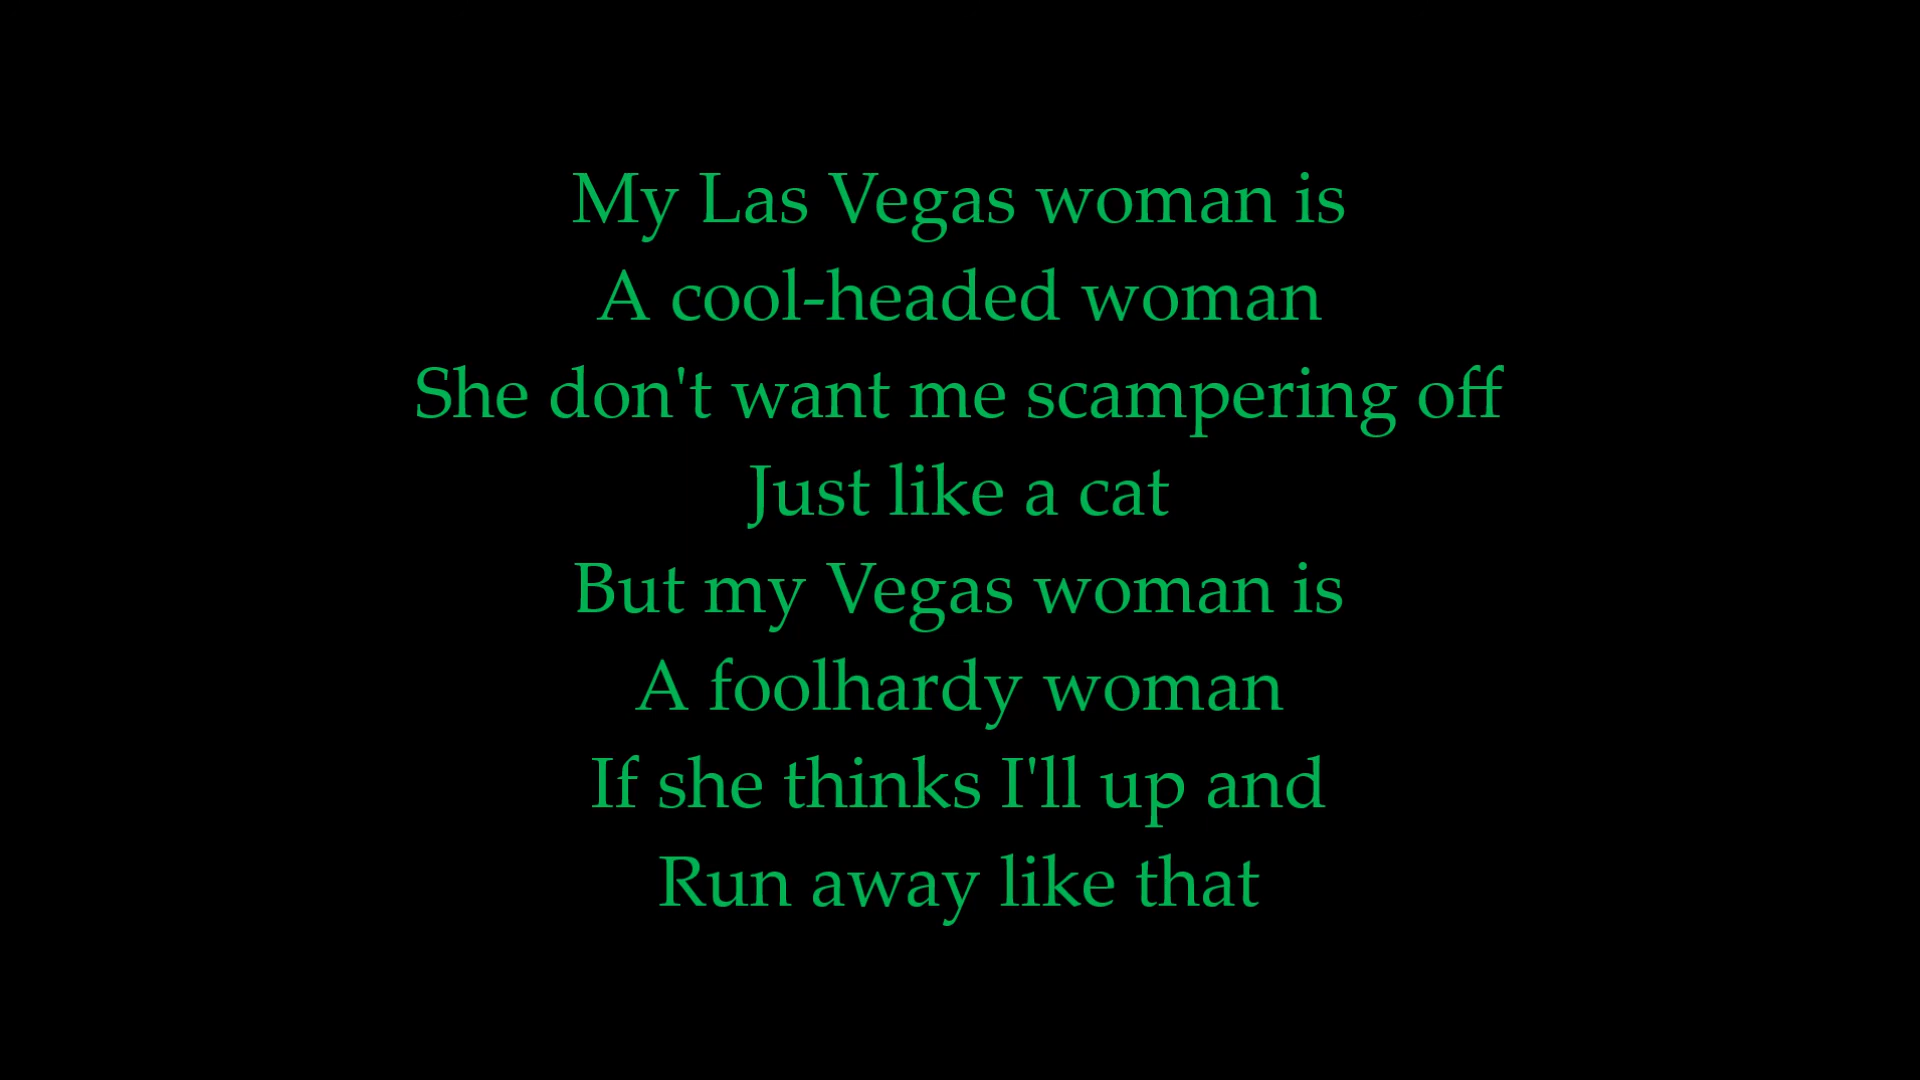 My Las Vegas woman is
A cool-headed woman
She don't want me scampering off
Just like a cat
But my Vegas woman is
A foolhardy woman
If she thinks I'll up and
Run away like that